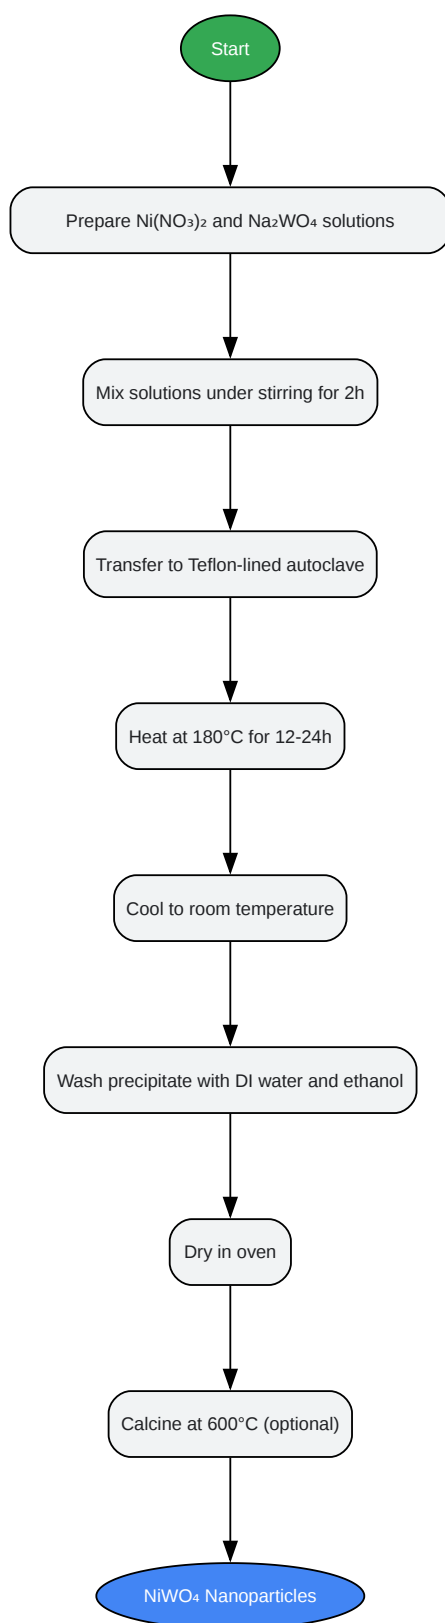 Start
Prepare Ni(NO₃)₂ and Na₂WO₄ solutions
Mix solutions under stirring for 2h
Transfer to Teflon-lined autoclave
Heat at 180°C for 12-24h
Cool to room temperature
Wash precipitate with DI water and ethanol
Dry in oven
Calcine at 600°C (optional)
NiWO₄ Nanoparticles